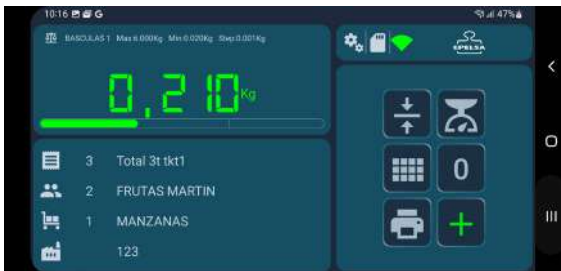 10:16 G 47%
BASCULAS 1 Max:6.000Kg Min:0.020Kg Step:0.001Kg
EPELSA
0,210 Kg
3 Total 3t tkt1
2 FRUTAS MARTIN
1 MANZANAS
123
0